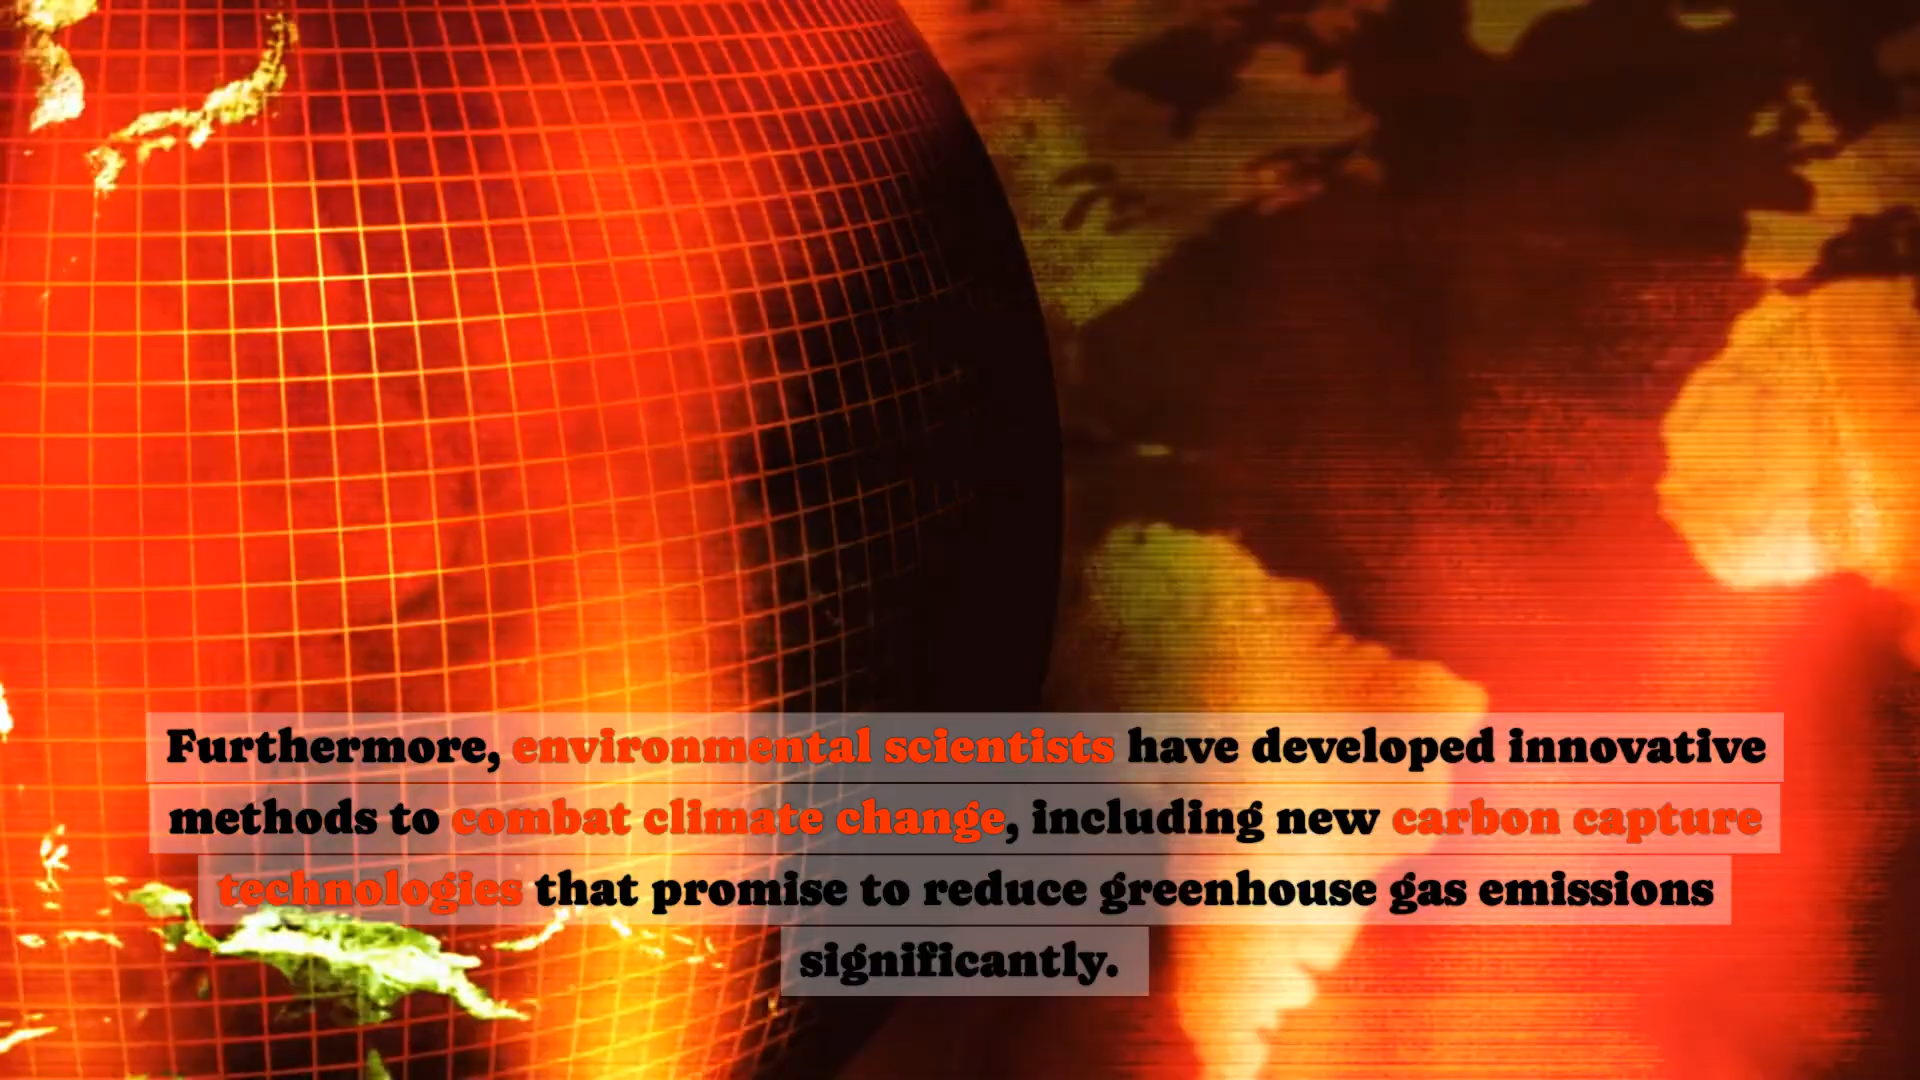 Furthermore, environmental scientists have developed innovative
methods to combat climate change, including new carbon capture
technologies that promise to reduce greenhouse gas emissions
significantly.